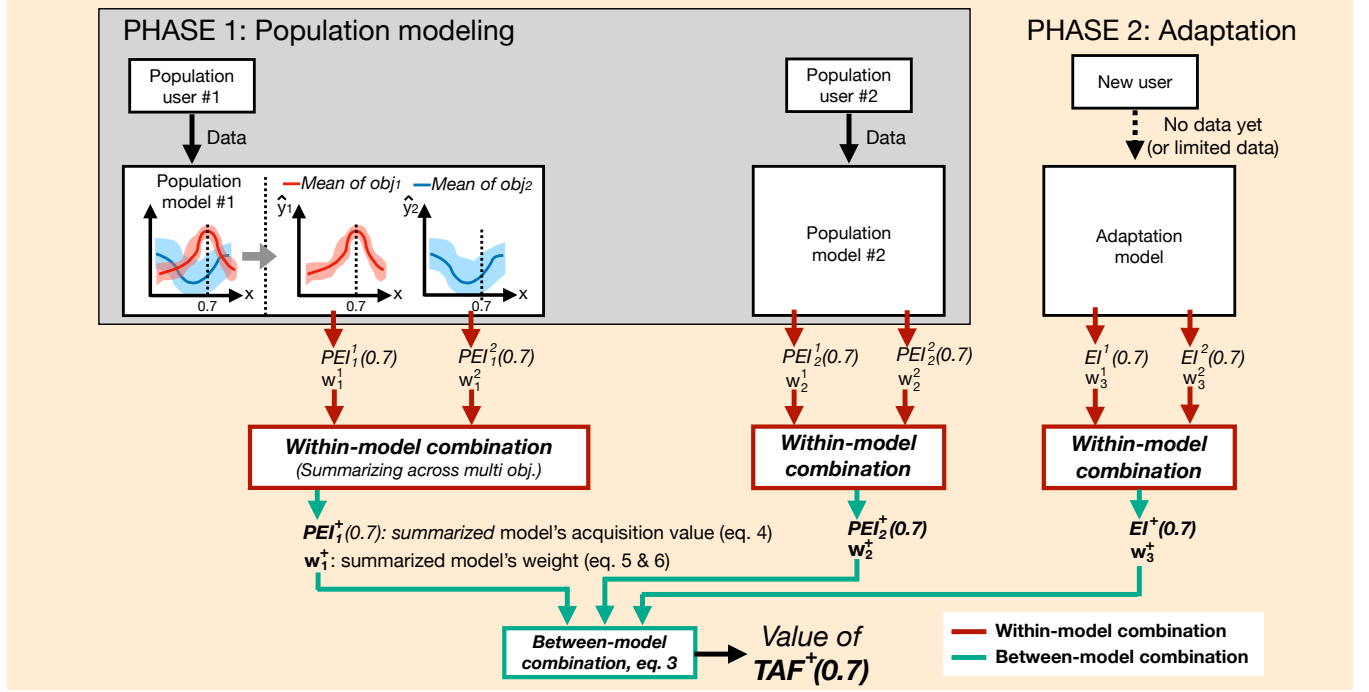 PHASE 1: Population modeling
PHASE 2: Adaptation
Population
user #1
Population
user #2
New user
Data
Data
No data yet
(or limited data)
Population
model #1
Mean of obj₁
Mean of obj₂
ŷ₁
ŷ₂
x
0.7
x
0.7
x
0.7
Population
model #2
Adaptation
model
PEI₁¹(0.7)
w₁¹
PEI₁²(0.7)
w₁²
PEI₂¹(0.7)
w₂¹
PEI₂²(0.7)
w₂²
EI¹(0.7)
w₃¹
EI²(0.7)
w₃²
Within-model combination
(Summarizing across multi obj.)
Within-model
combination
Within-model
combination
PEI₁⁺(0.7): summarized model’s acquisition value (eq. 4)
w₁⁺: summarized model’s weight (eq. 5 & 6)
PEI₂⁺(0.7)
w₂⁺
EI⁺(0.7)
w₃⁺
Between-model
combination, eq. 3
Value of
TAF⁺(0.7)
Within-model combination
Between-model combination